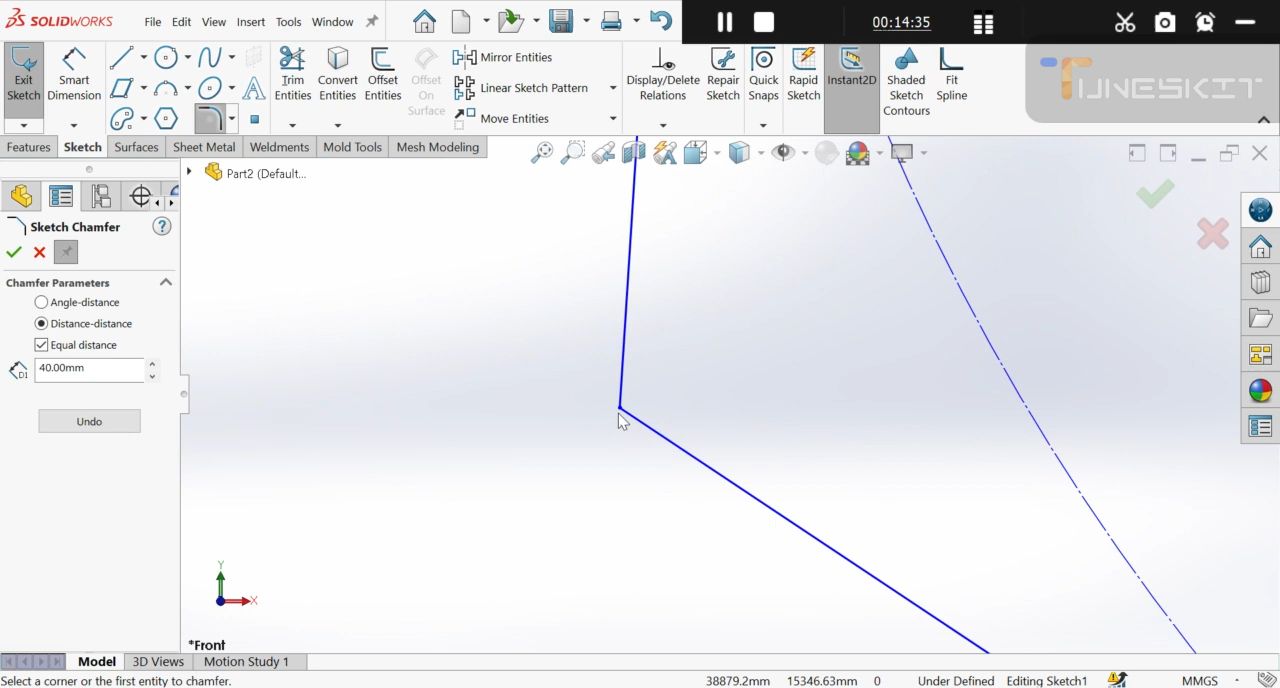 SOLIDWORKS
File Edit View Insert Tools Window
00:14:35
Exit Sketch
Smart Dimension
Trim Entities
Convert Entities
Offset Entities
Offset On Surface
Mirror Entities
Linear Sketch Pattern
Move Entities
Display/Delete Relations
Repair Sketch
Quick Snaps
Rapid Sketch
Instant2D
Shaded Sketch Contours
Fit Spline
TUNESKIT
Features Sketch Surfaces Sheet Metal Weldments Mold Tools Mesh Modeling
Part2 (Default...
Sketch Chamfer
Chamfer Parameters
Angle-distance
Distance-distance
Equal distance
D1 40.00mm
Undo
Y
X
*Front
Model 3D Views Motion Study 1
Select a corner or the first entity to chamfer. 38879.2mm 15346.63mm 0 Under Defined Editing Sketch1 MMGS -